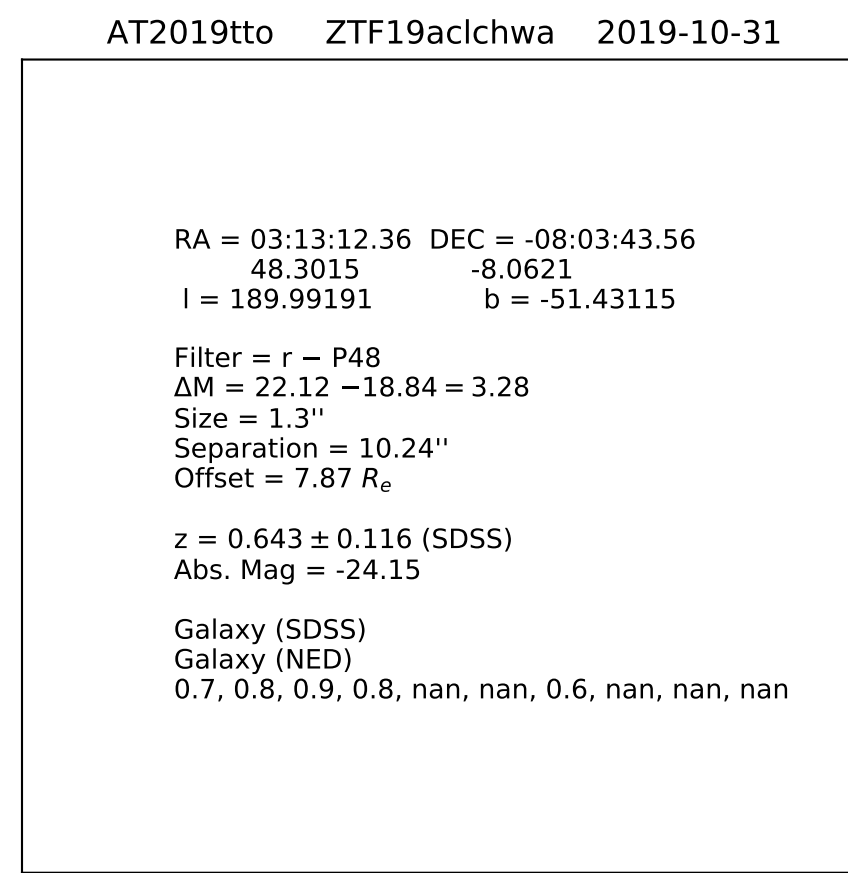 AT2019tto ZTF19aclchwa 2019-10-31
RA = 03:13:12.36 DEC = -08:03:43.56
48.3015 -8.0621
l = 189.99191 b = -51.43115
Filter = r − P48
ΔM = 22.12 −18.84 = 3.28
Size = 1.3''
Separation = 10.24''
Offset = 7.87 Re
z = 0.643 ± 0.116 (SDSS)
Abs. Mag = -24.15
Galaxy (SDSS)
Galaxy (NED)
0.7, 0.8, 0.9, 0.8, nan, nan, 0.6, nan, nan, nan